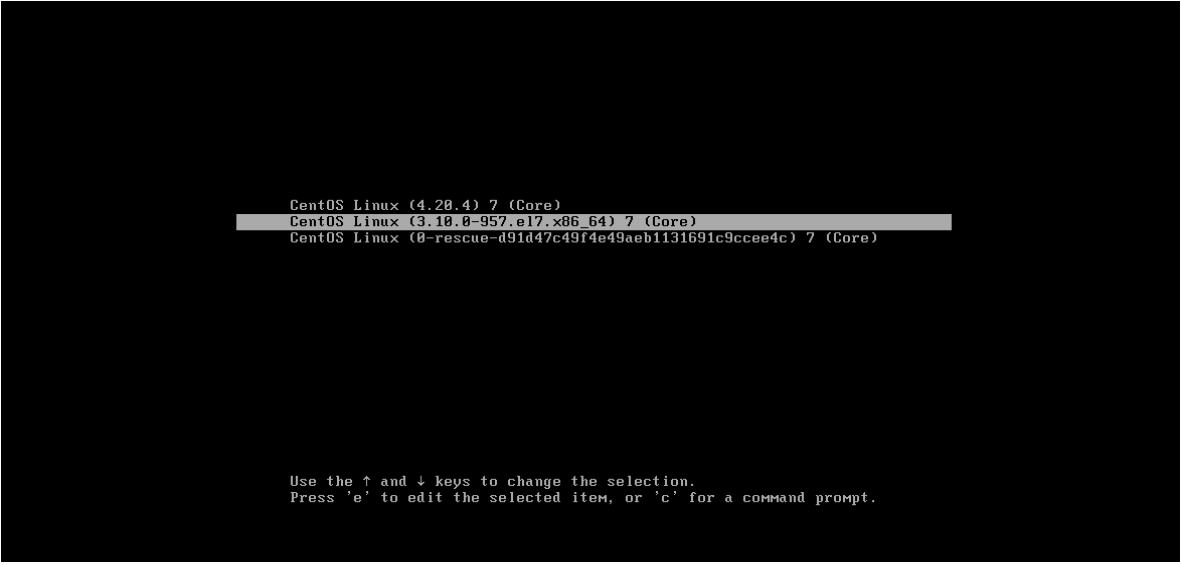 CentOS Linux (4.20.4) 7 (Core)
CentOS Linux (3.10.0-957.el7.x86_64) 7 (Core)
CentOS Linux (0-rescue-d91d47c49f4e49aeb1131691c9ccee4c) 7 (Core)
Use the ↑ and ↓ keys to change the selection.
Press 'e' to edit the selected item, or 'c' for a command prompt.